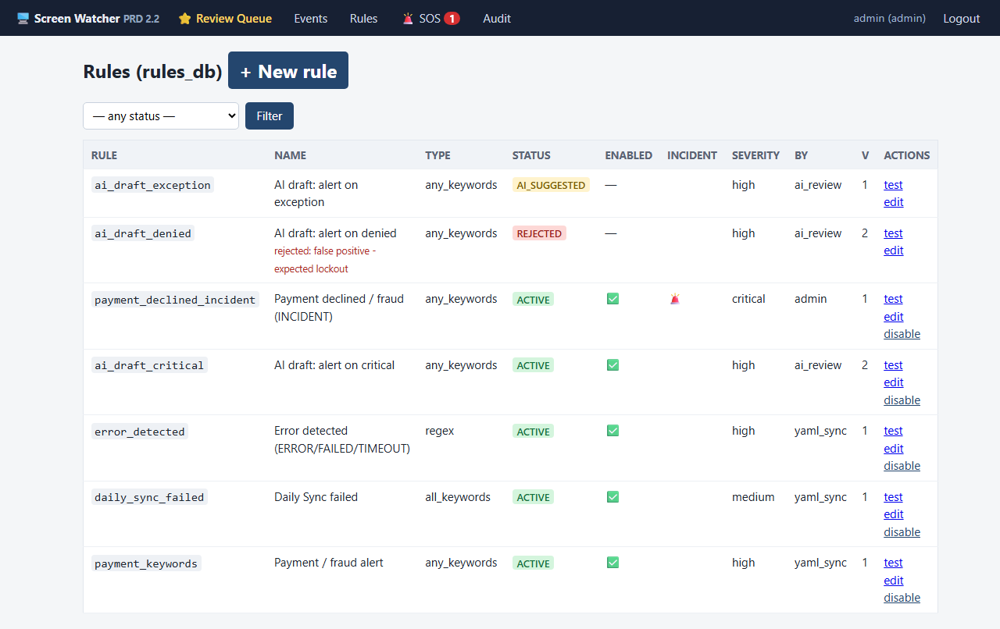 Screen Watcher PRD 2.2 Review Queue Events Rules SOS 1 Audit admin (admin) Logout
Rules (rules_db) + New rule
— any status — Filter
RULE NAME TYPE STATUS ENABLED INCIDENT SEVERITY BY V ACTIONS
ai_draft_exception AI draft: alert on any_keywords AI_SUGGESTED — high ai_review 1 test
exception edit
ai_draft_denied AI draft: alert on denied any_keywords REJECTED — high ai_review 2 test
rejected: false positive - edit
expected lockout
payment_declined_incident Payment declined / fraud any_keywords ACTIVE critical admin 1 test
(INCIDENT) edit
disable
ai_draft_critical AI draft: alert on critical any_keywords ACTIVE high ai_review 2 test
edit
disable
error_detected Error detected regex ACTIVE high yaml_sync 1 test
(ERROR/FAILED/TIMEOUT) edit
disable
daily_sync_failed Daily Sync failed all_keywords ACTIVE medium yaml_sync 1 test
edit
disable
payment_keywords Payment / fraud alert any_keywords ACTIVE high yaml_sync 1 test
edit
disable